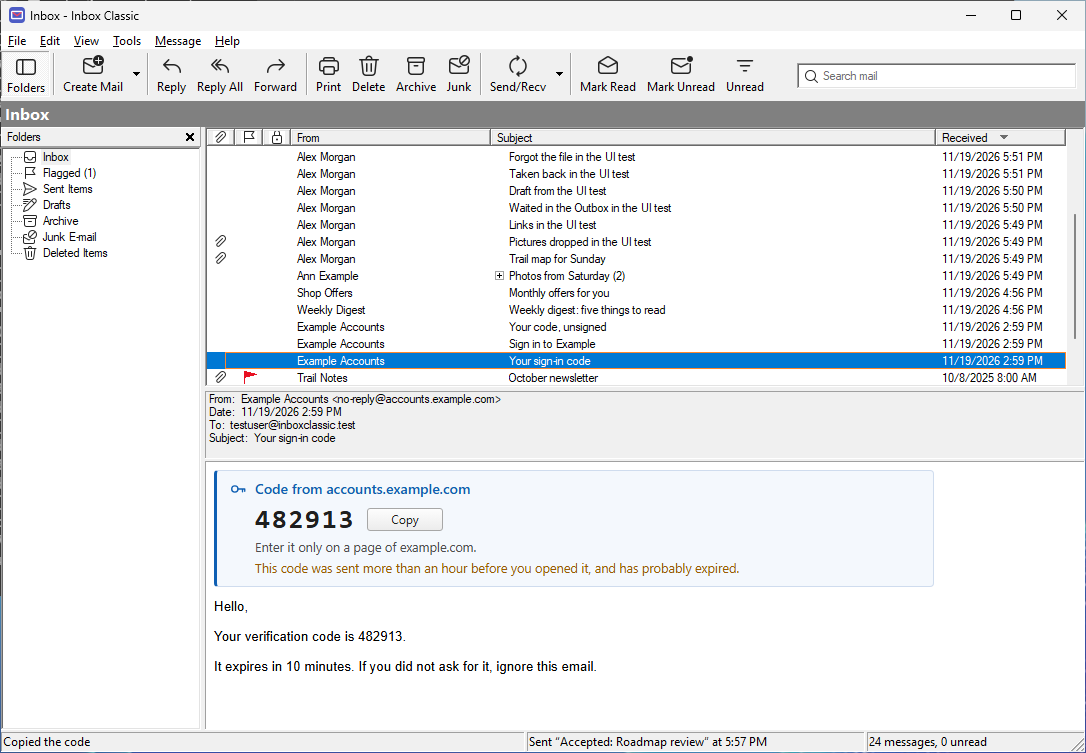 Inbox - Inbox Classic
File Edit View Tools Message Help
Folders Create Mail Reply Reply All Forward Print Delete Archive Junk Send/Recv Mark Read Mark Unread Unread Search mail
Inbox
Folders
Inbox
Flagged (1)
Sent Items
Drafts
Archive
Junk E-mail
Deleted Items
From Subject Received
Alex Morgan Forgot the file in the UI test 11/19/2026 5:51 PM
Alex Morgan Taken back in the UI test 11/19/2026 5:51 PM
Alex Morgan Draft from the UI test 11/19/2026 5:50 PM
Alex Morgan Waited in the Outbox in the UI test 11/19/2026 5:50 PM
Alex Morgan Links in the UI test 11/19/2026 5:49 PM
Alex Morgan Pictures dropped in the UI test 11/19/2026 5:49 PM
Alex Morgan Trail map for Sunday 11/19/2026 5:49 PM
Ann Example Photos from Saturday (2) 11/19/2026 5:49 PM
Shop Offers Monthly offers for you 11/19/2026 4:56 PM
Weekly Digest Weekly digest: five things to read 11/19/2026 4:56 PM
Example Accounts Your code, unsigned 11/19/2026 2:59 PM
Example Accounts Sign in to Example 11/19/2026 2:59 PM
Example Accounts Your sign-in code 11/19/2026 2:59 PM
Trail Notes October newsletter 10/8/2025 8:00 AM
From: Example Accounts <no-reply@accounts.example.com>
Date: 11/19/2026 2:59 PM
To: testuser@inboxclassic.test
Subject: Your sign-in code
Code from accounts.example.com
482913 Copy
Enter it only on a page of example.com.
This code was sent more than an hour before you opened it, and has probably expired.
Hello,
Your verification code is 482913.
It expires in 10 minutes. If you did not ask for it, ignore this email.
Copied the code Sent “Accepted: Roadmap review” at 5:57 PM 24 messages, 0 unread